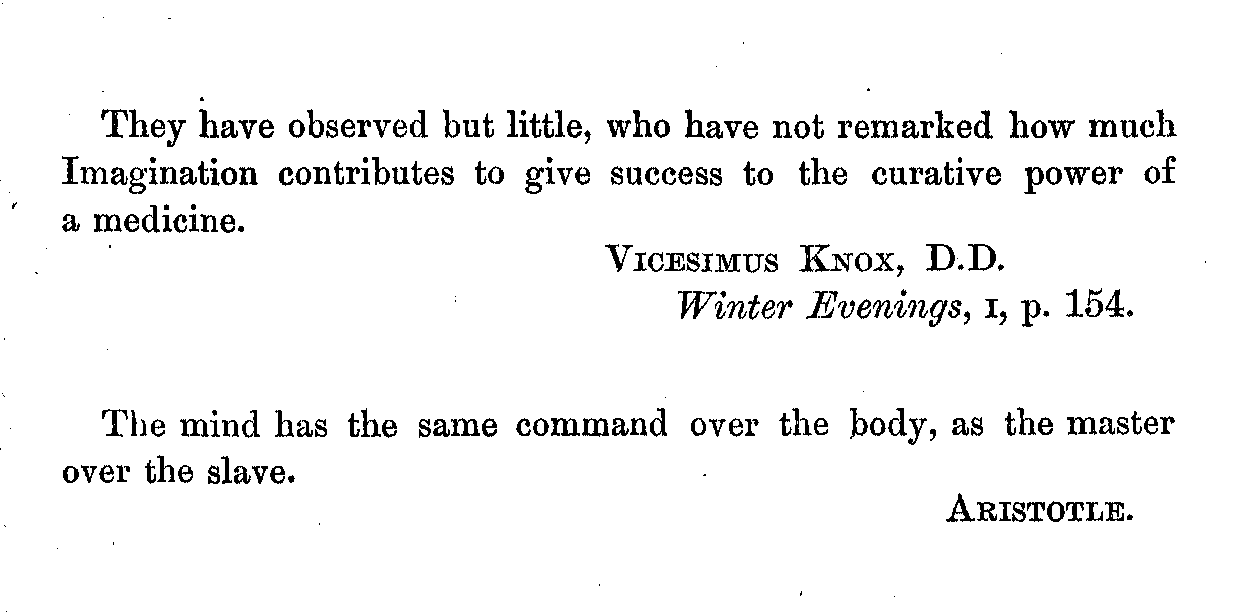 They have observed but little, who have not remarked how much
Imagination contributes to give success to the curative power of
a medicine.
Vicesimus Knox, D.D.
Winter Evenings, I, p. 154.
The mind has the same command over the body, as the master
over the slave.
Aristotle.